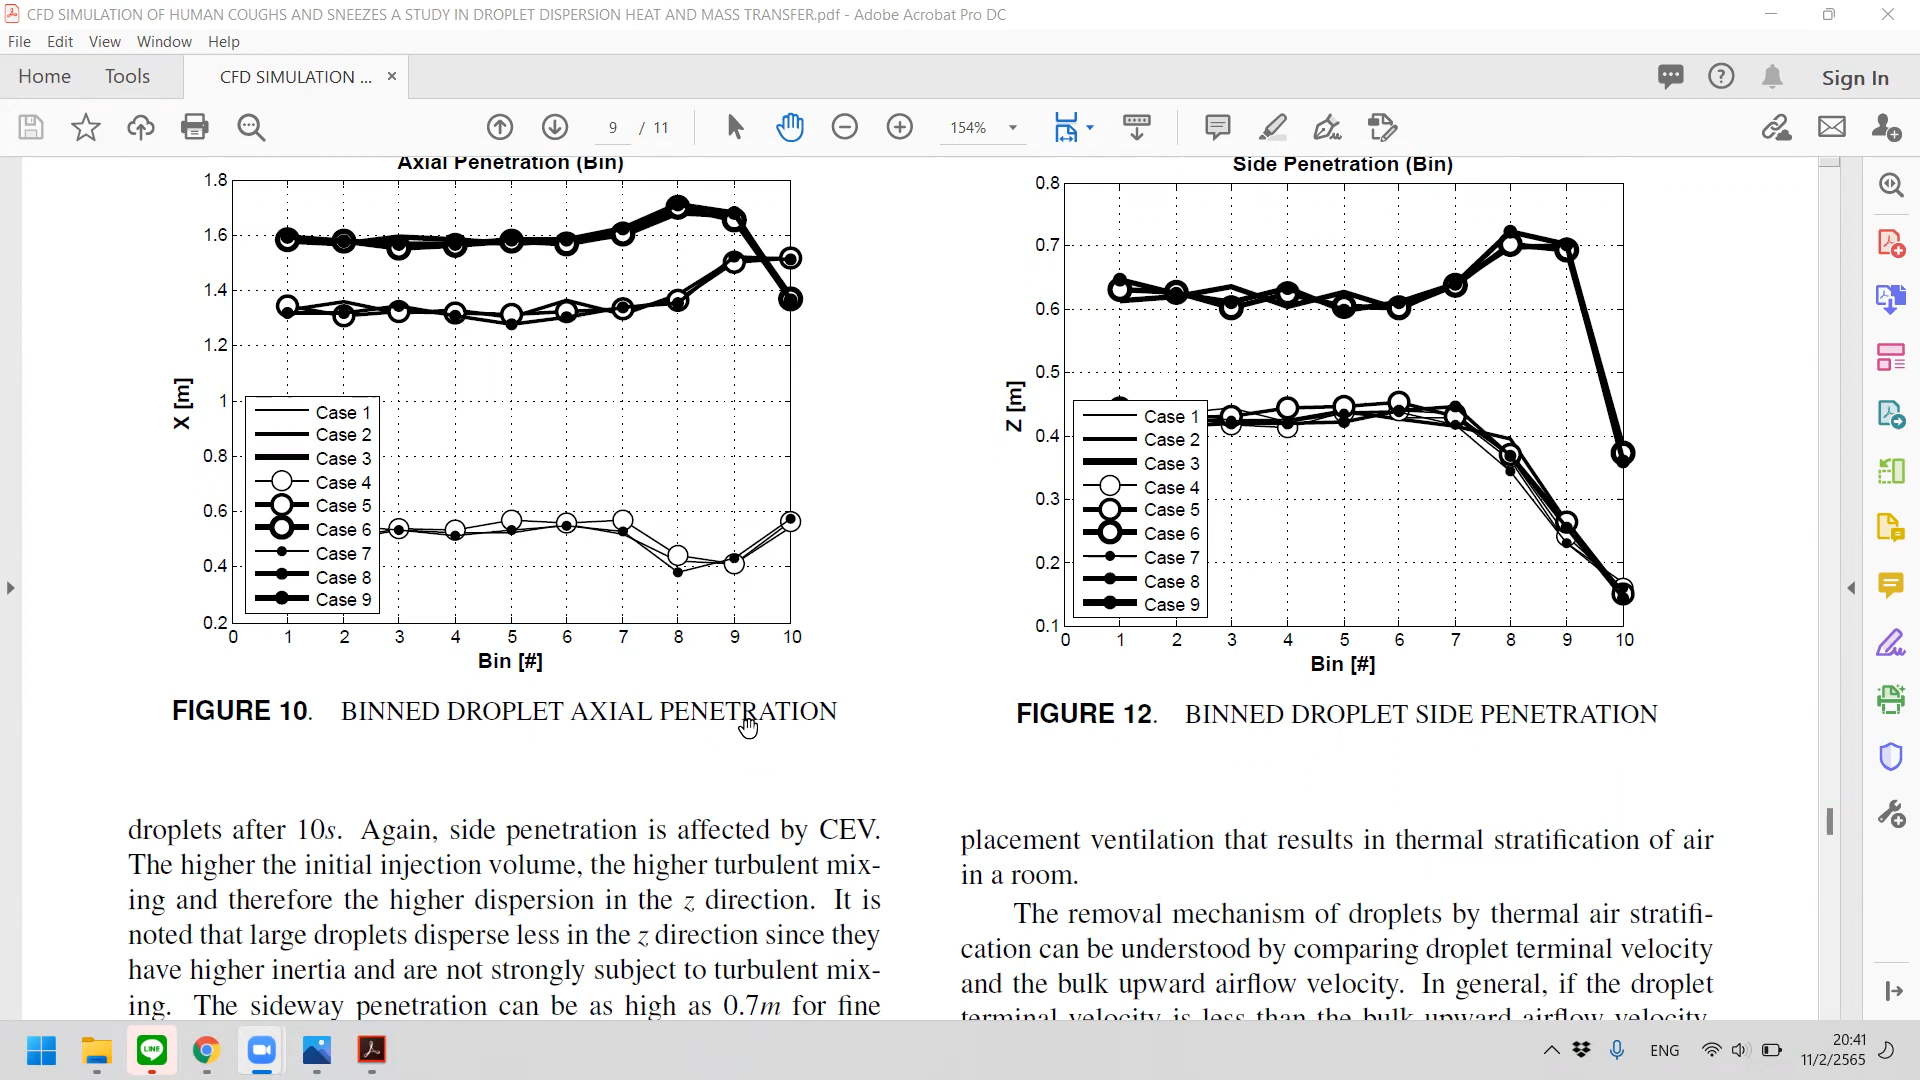 CFD SIMULATION OF HUMAN COUGHS AND SNEEZES A STUDY IN DROPLET DISPERSION HEAT AND MASS TRANSFER.pdf - Adobe Acrobat Pro DC
File Edit View Window Help
Home Tools CFD SIMULATION ... × Sign In
9 / 11 154%
Axial Penetration (Bin)
1.8
1.6
1.4
1.2
1
0.8
0.6
0.4
0.2
X [m]
Case 1
Case 2
Case 3
Case 4
Case 5
Case 6
Case 7
Case 8
Case 9
0 1 2 3 4 5 6 7 8 9 10
Bin [#]
FIGURE 10. BINNED DROPLET AXIAL PENETRATION
droplets after 10s. Again, side penetration is affected by CEV.
The higher the initial injection volume, the higher turbulent mix-
ing and therefore the higher dispersion in the z direction. It is
noted that large droplets disperse less in the z direction since they
have higher inertia and are not strongly subject to turbulent mix-
ing. The sideway penetration can be as high as 0.7m for fine
Side Penetration (Bin)
0.8
0.7
0.6
0.5
0.4
0.3
0.2
0.1
Z [m]
Case 1
Case 2
Case 3
Case 4
Case 5
Case 6
Case 7
Case 8
Case 9
0 1 2 3 4 5 6 7 8 9 10
Bin [#]
FIGURE 12. BINNED DROPLET SIDE PENETRATION
placement ventilation that results in thermal stratification of air
in a room.
The removal mechanism of droplets by thermal air stratifi-
cation can be understood by comparing droplet terminal velocity
and the bulk upward airflow velocity. In general, if the droplet
terminal velocity is less than the bulk upward airflow velocity,
LINE
ENG
20:41
11/2/2565